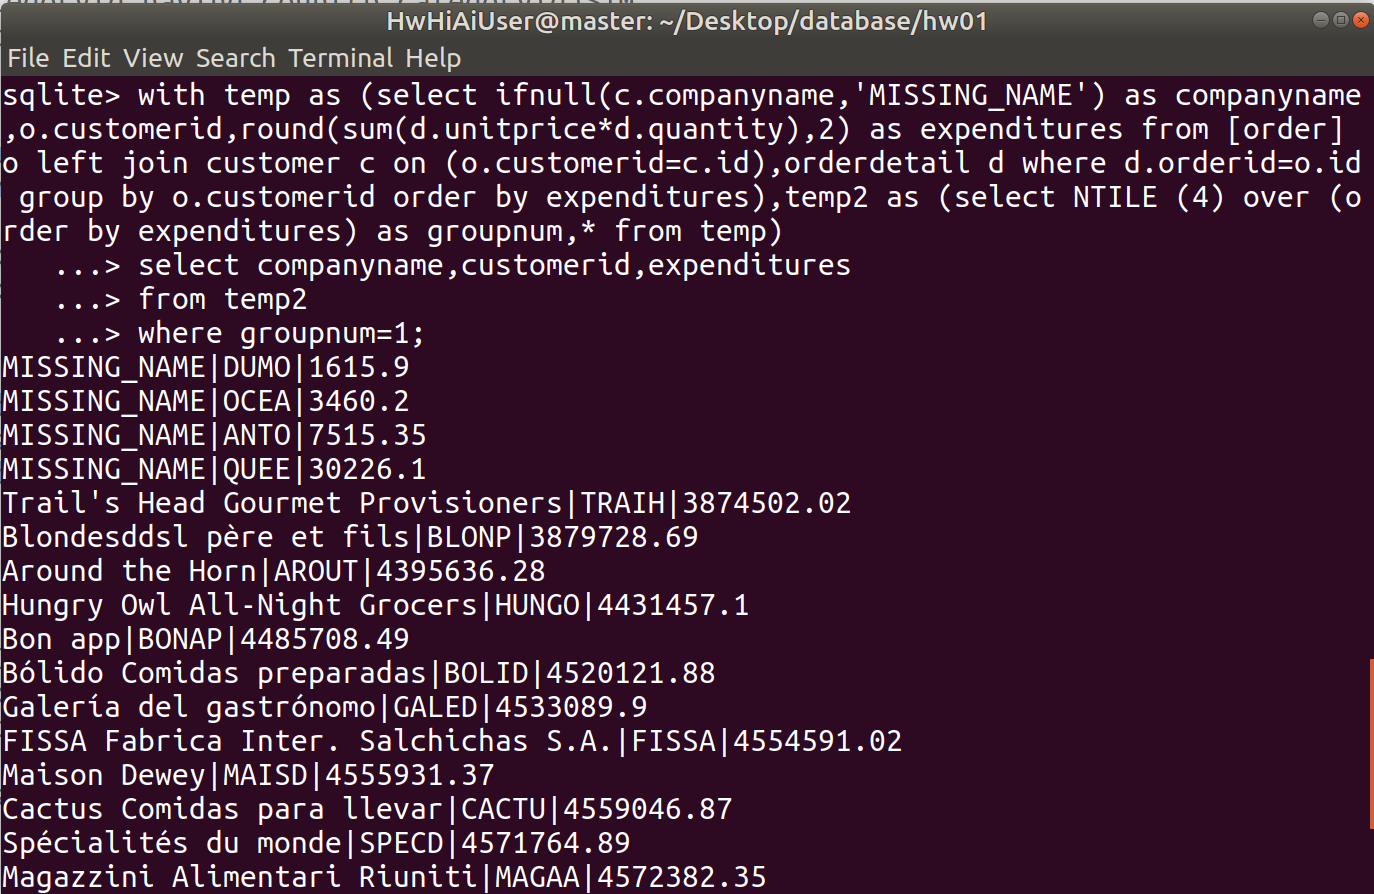 HwHiAiUser@master: ~/Desktop/database/hw01
File Edit View Search Terminal Help
sqlite> with temp as (select ifnull(c.companyname,'MISSING_NAME') as companyname
,o.customerid,round(sum(d.unitprice*d.quantity),2) as expenditures from [order]
o left join customer c on (o.customerid=c.id),orderdetail d where d.orderid=o.id
 group by o.customerid order by expenditures),temp2 as (select NTILE (4) over (o
rder by expenditures) as groupnum,* from temp)
   ...> select companyname,customerid,expenditures
   ...> from temp2
   ...> where groupnum=1;
MISSING_NAME|DUMO|1615.9
MISSING_NAME|OCEA|3460.2
MISSING_NAME|ANTO|7515.35
MISSING_NAME|QUEE|30226.1
Trail's Head Gourmet Provisioners|TRAIH|3874502.02
Blondesddsl père et fils|BLONP|3879728.69
Around the Horn|AROUT|4395636.28
Hungry Owl All-Night Grocers|HUNGO|4431457.1
Bon app|BONAP|4485708.49
Bólido Comidas preparadas|BOLID|4520121.88
Galería del gastrónomo|GALED|4533089.9
FISSA Fabrica Inter. Salchichas S.A.|FISSA|4554591.02
Maison Dewey|MAISD|4555931.37
Cactus Comidas para llevar|CACTU|4559046.87
Spécialités du monde|SPECD|4571764.89
Magazzini Alimentari Riuniti|MAGAA|4572382.35